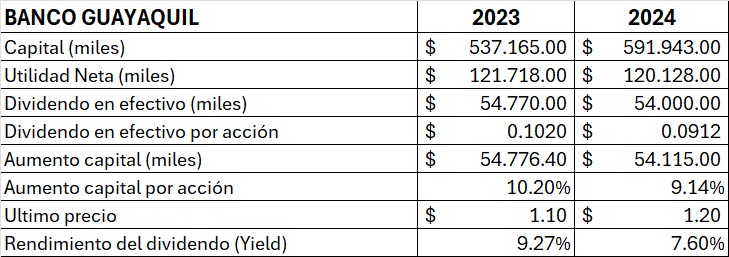 BANCO GUAYAQUIL 2023 2024
Capital (miles) $ 537.165.00 $ 591.943.00
Utilidad Neta (miles) $ 121.718.00 $ 120.128.00
Dividendo en efectivo (miles) $ 54.770.00 $ 54.000.00
Dividendo en efectivo por acción $ 0.1020 $ 0.0912
Aumento capital (miles) $ 54.776.40 $ 54.115.00
Aumento capital por acción 10.20% 9.14%
Ultimo precio $ 1.10 $ 1.20
Rendimiento del dividendo (Yield) 9.27% 7.60%